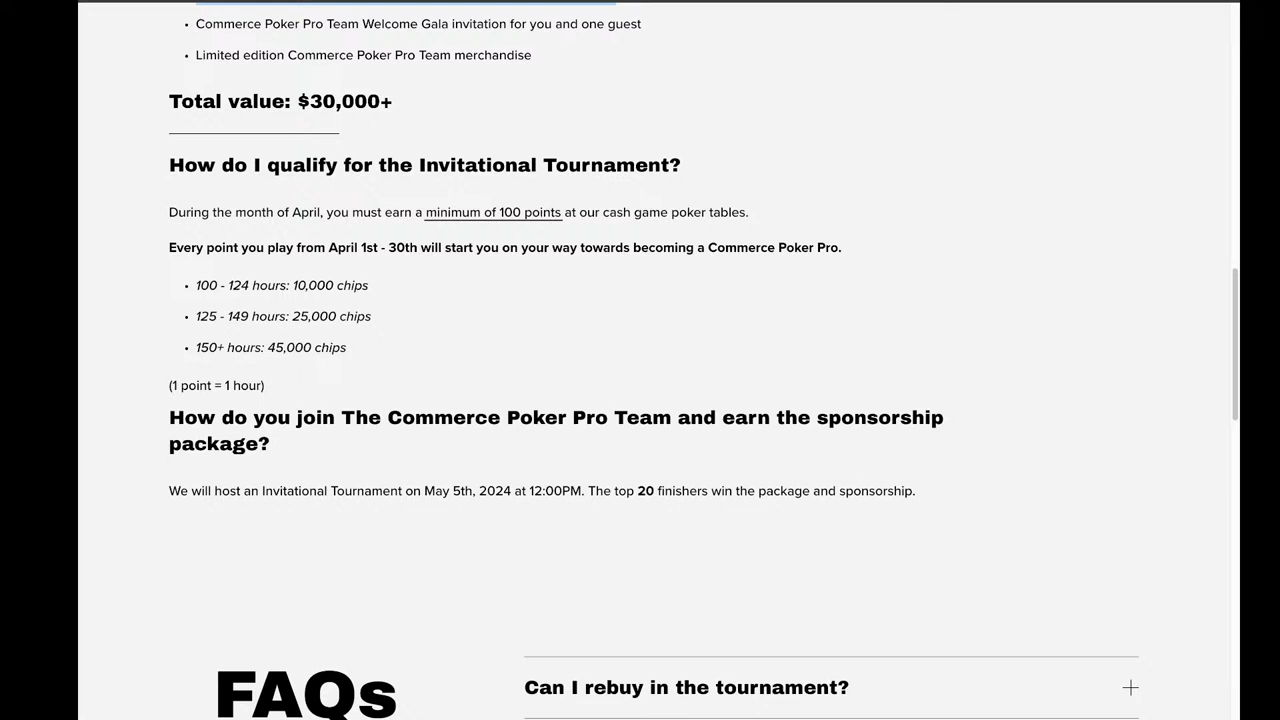 • Commerce Poker Pro Team Welcome Gala invitation for you and one guest
• Limited edition Commerce Poker Pro Team merchandise
Total value: $30,000+
How do I qualify for the Invitational Tournament?
During the month of April, you must earn a minimum of 100 points at our cash game poker tables.
Every point you play from April 1st - 30th will start you on your way towards becoming a Commerce Poker Pro.
• 100 - 124 hours: 10,000 chips
• 125 - 149 hours: 25,000 chips
• 150+ hours: 45,000 chips
(1 point = 1 hour)
How do you join The Commerce Poker Pro Team and earn the sponsorship
package?
We will host an Invitational Tournament on May 5th, 2024 at 12:00PM. The top 20 finishers win the package and sponsorship.
FAQs
Can I rebuy in the tournament?